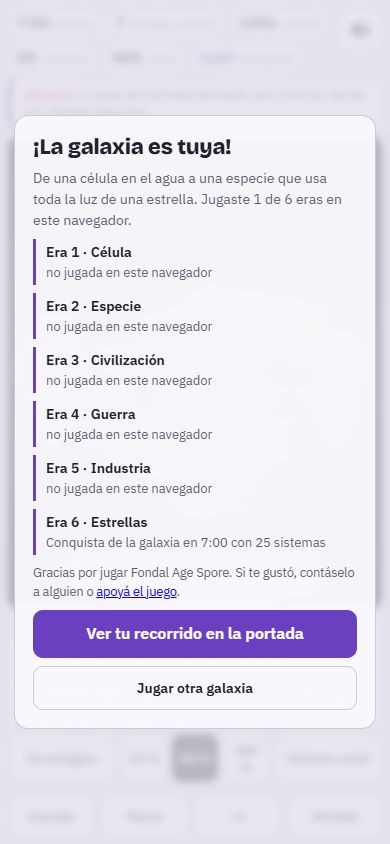 ¡La galaxia es tuya!
De una célula en el agua a una especie que usa
toda la luz de una estrella. Jugaste 1 de 6 eras en
este navegador.
Era 1 · Célula
no jugada en este navegador
Era 2 · Especie
no jugada en este navegador
Era 3 · Civilización
no jugada en este navegador
Era 4 · Guerra
no jugada en este navegador
Era 5 · Industria
no jugada en este navegador
Era 6 · Estrellas
Conquista de la galaxia en 7:00 con 25 sistemas
Gracias por jugar Fondal Age Spore. Si te gustó, contáselo
a alguien o apoyá el juego.
Ver tu recorrido en la portada
Jugar otra galaxia